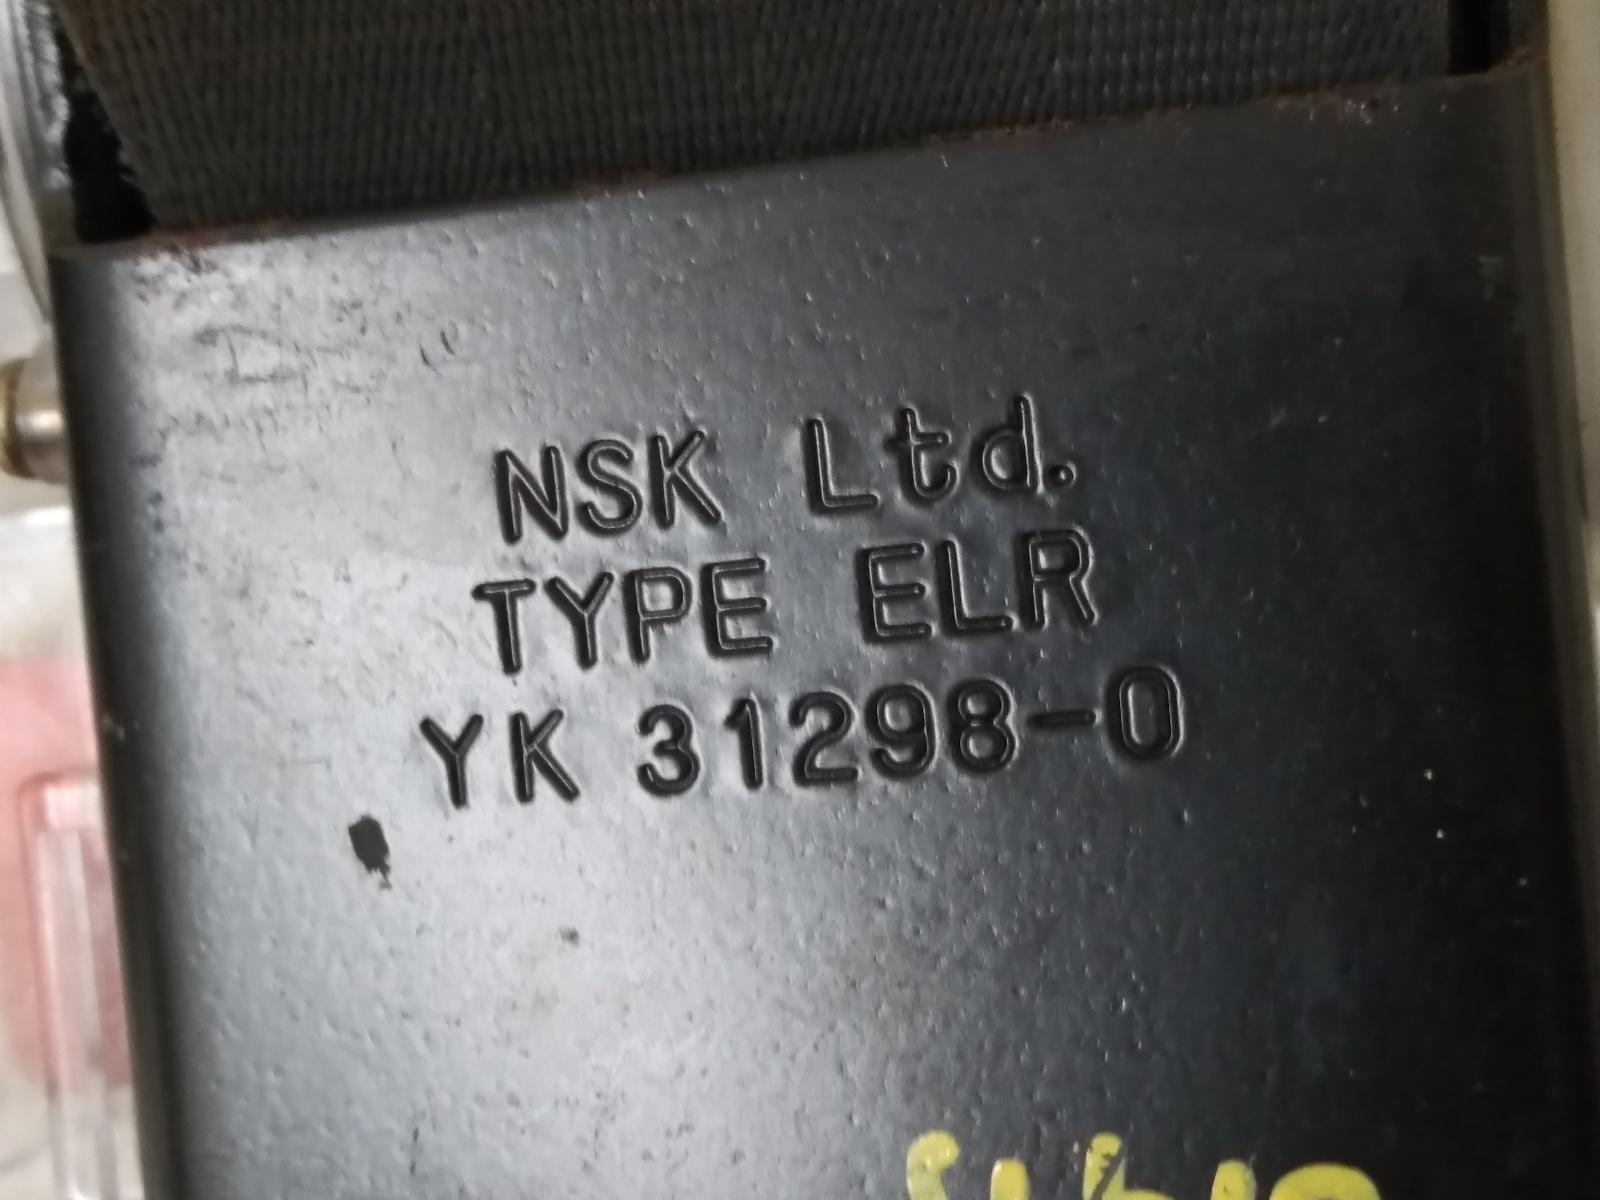 NSK Ltd.
TYPE ELR
YK 31298-0